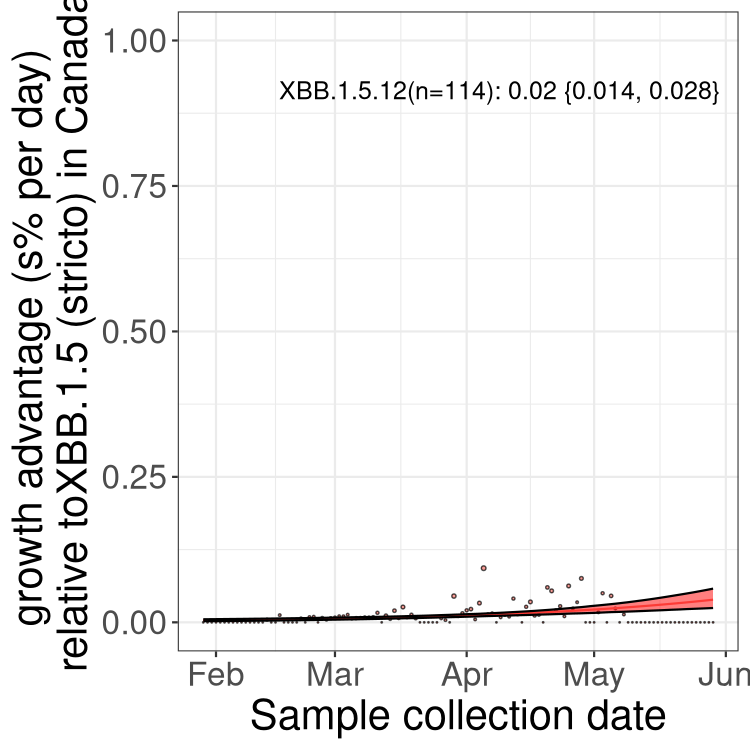 growth advantage (s% per day)
relative toXBB.1.5 (stricto) in Canada
1.00
0.75
0.50
0.25
0.00
XBB.1.5.12(n=114): 0.02 {0.014, 0.028}
Feb Mar Apr May Jun
Sample collection date